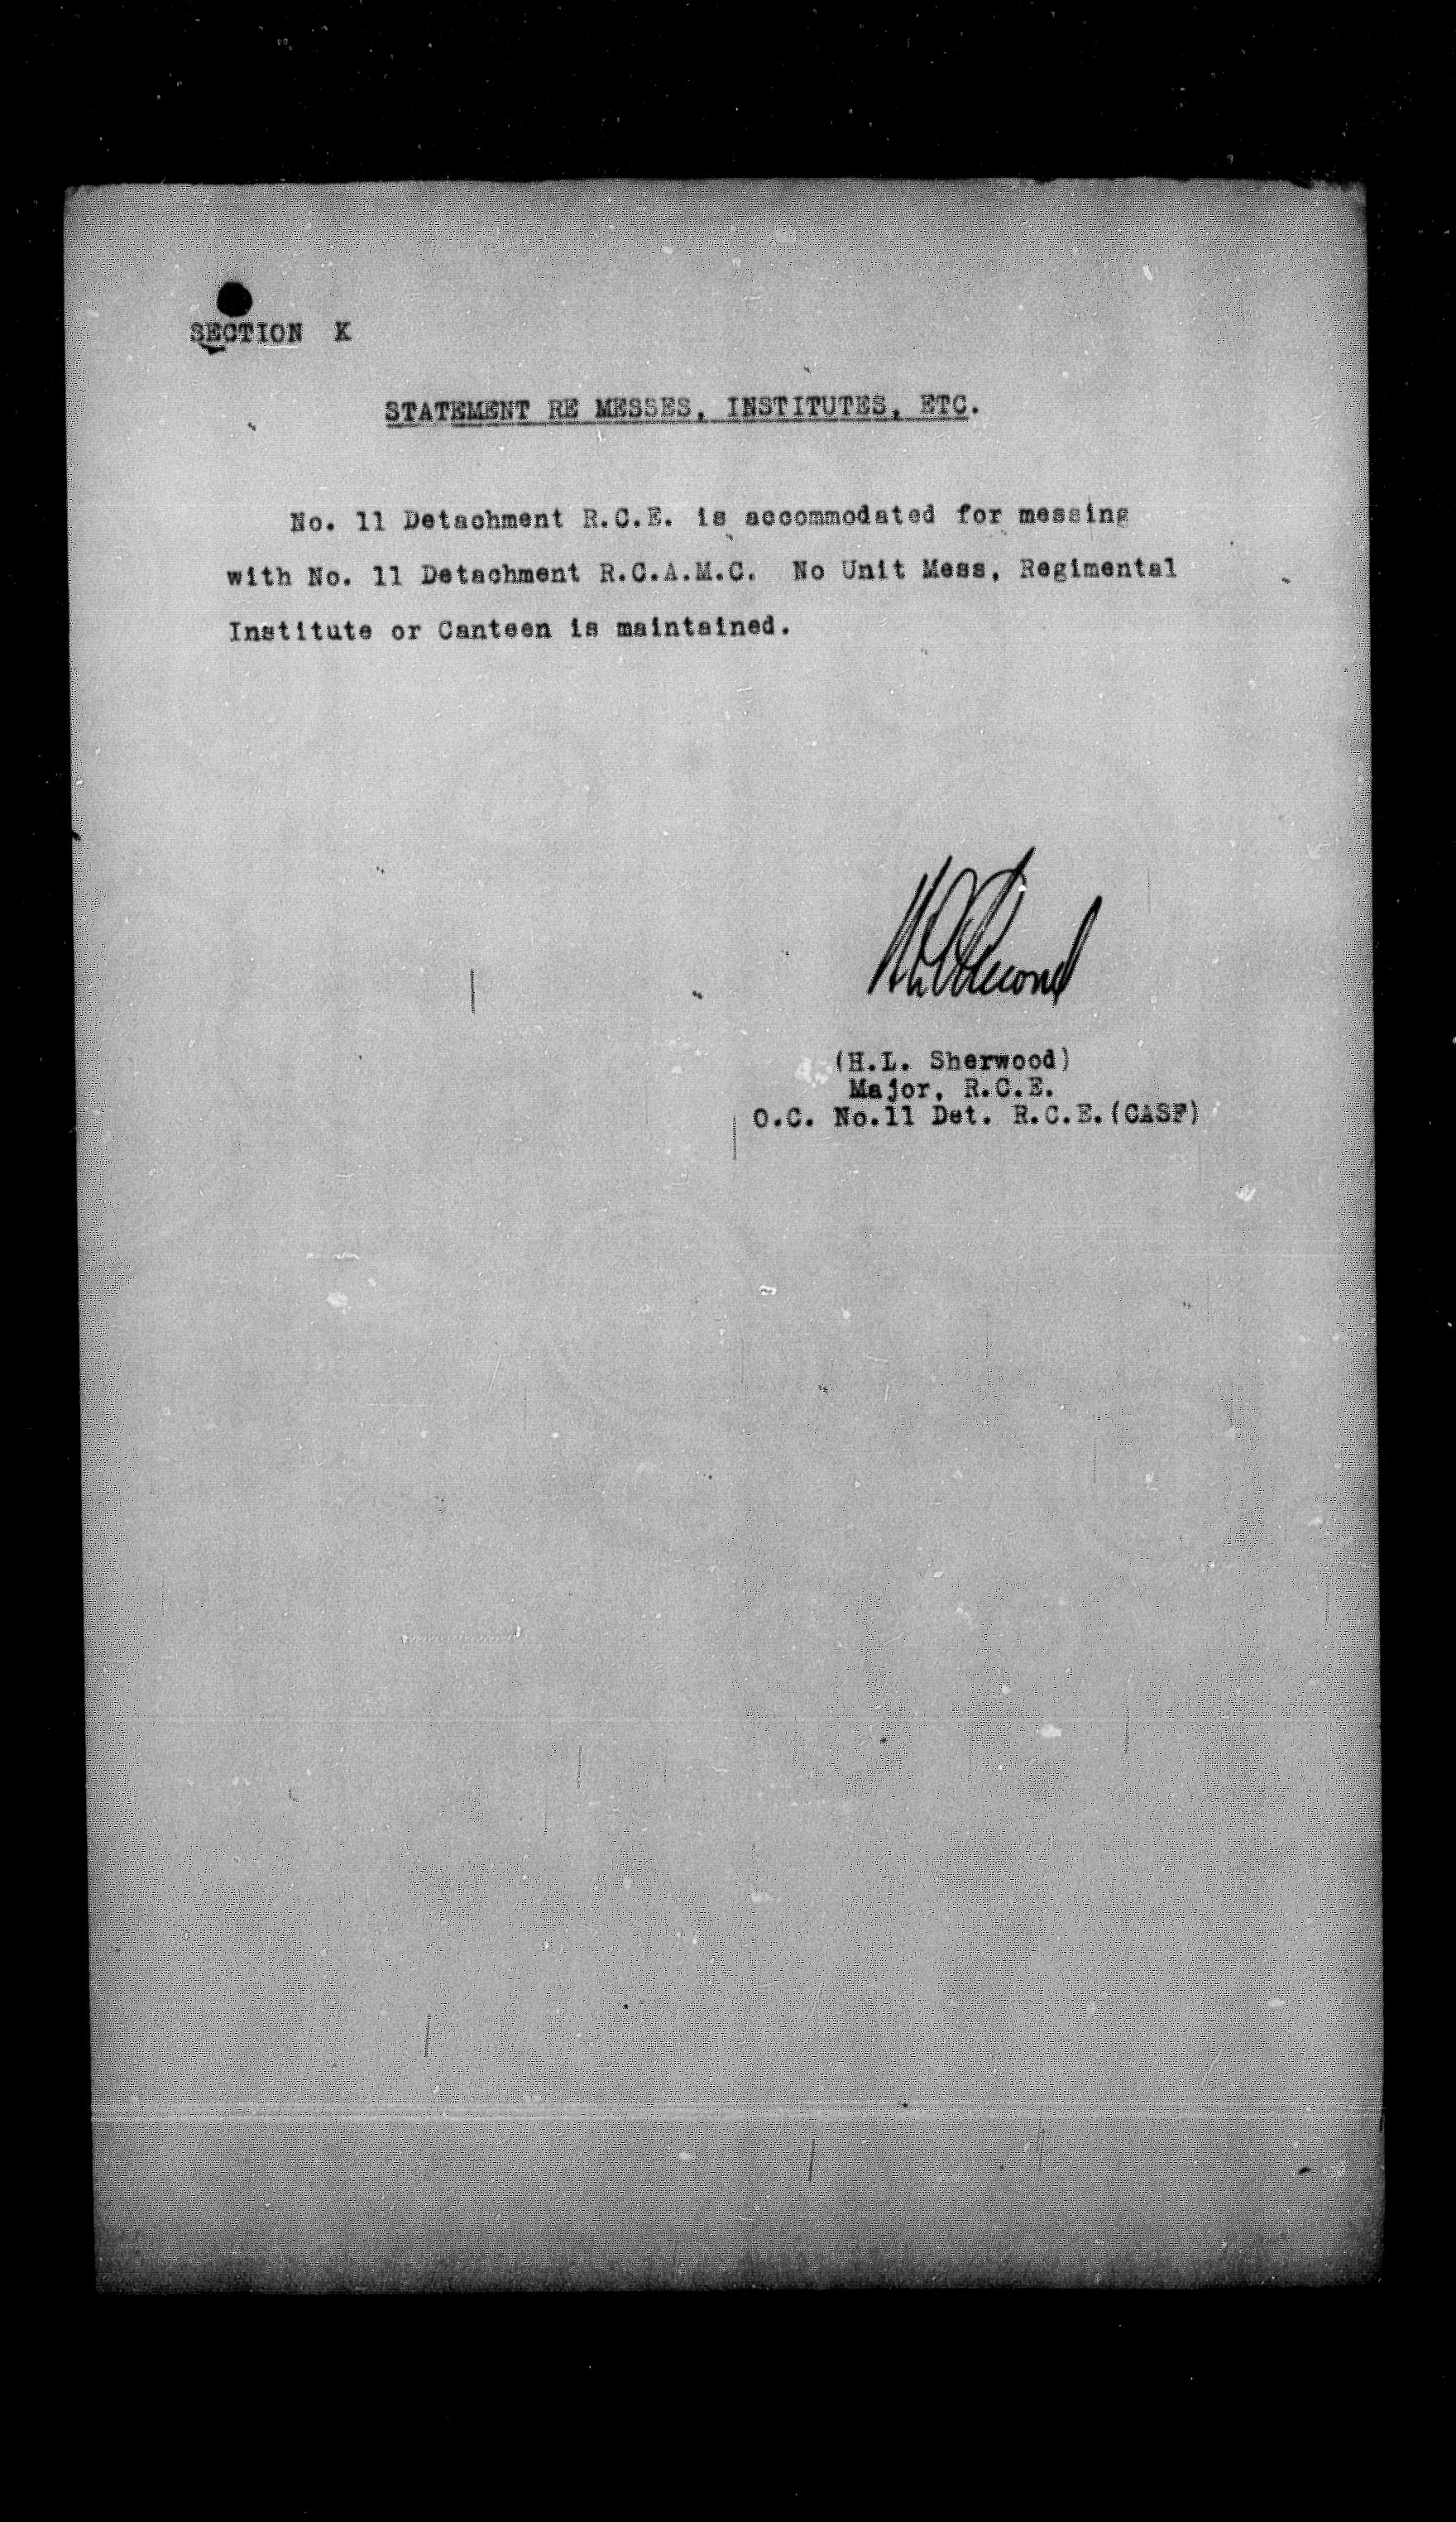 SECTION K
STATEMENT RE MESSES, INSTITUTES, ETC.
No. 11 Detachment R.C.E. is accommodated for messing
with No. 11 Detachment R.C.A.M.C. No Unit Mess, Regimental
Institute or Canteen is maintained.
(H.L. Sherwood)
Major, R.C.E.
O.C. No.11 Det. R.C.E.(CASF)